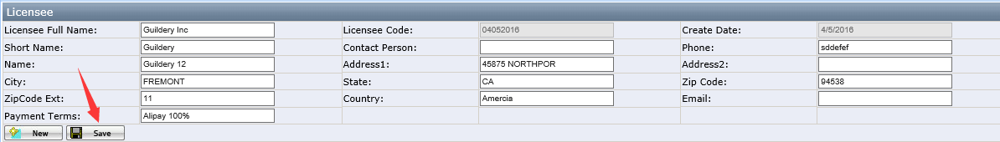 Licensee
Licensee Full Name: Guildery Inc Licensee Code: 04052016 Create Date: 4/5/2016
Short Name: Guildery Contact Person: Phone: sddefef
Name: Guildery 12 Address1: 45875 NORTHPOR Address2:
City: FREMONT State: CA Zip Code: 94538
ZipCode Ext: 11 Country: Amercia Email:
Payment Terms: Alipay 100%
New Save